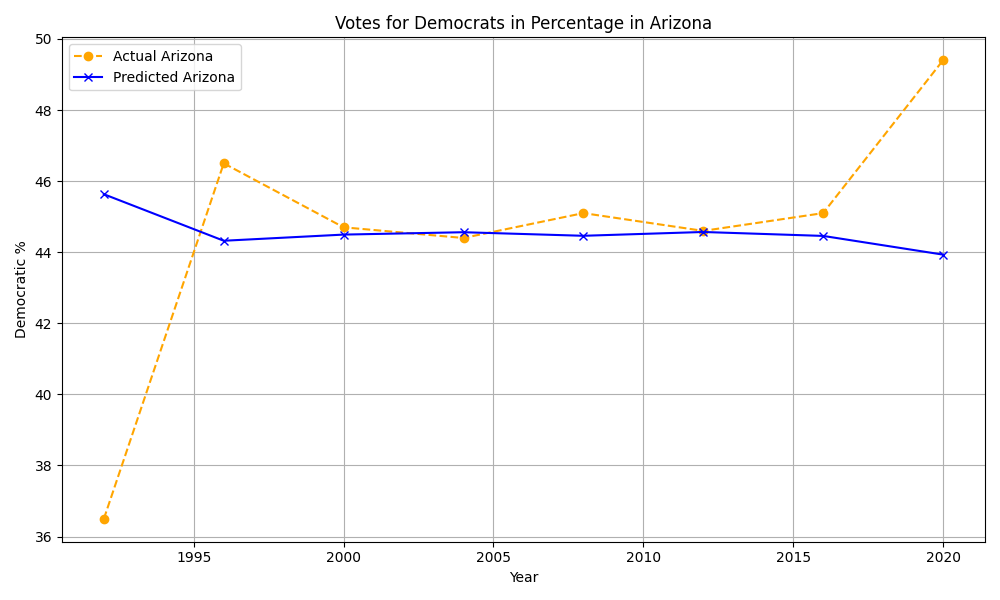 Votes for Democrats in Percentage in Arizona
Actual Arizona
Predicted Arizona
50
48
46
44
42
40
38
36
Democratic %
1995
2000
2005
2010
2015
2020
Year